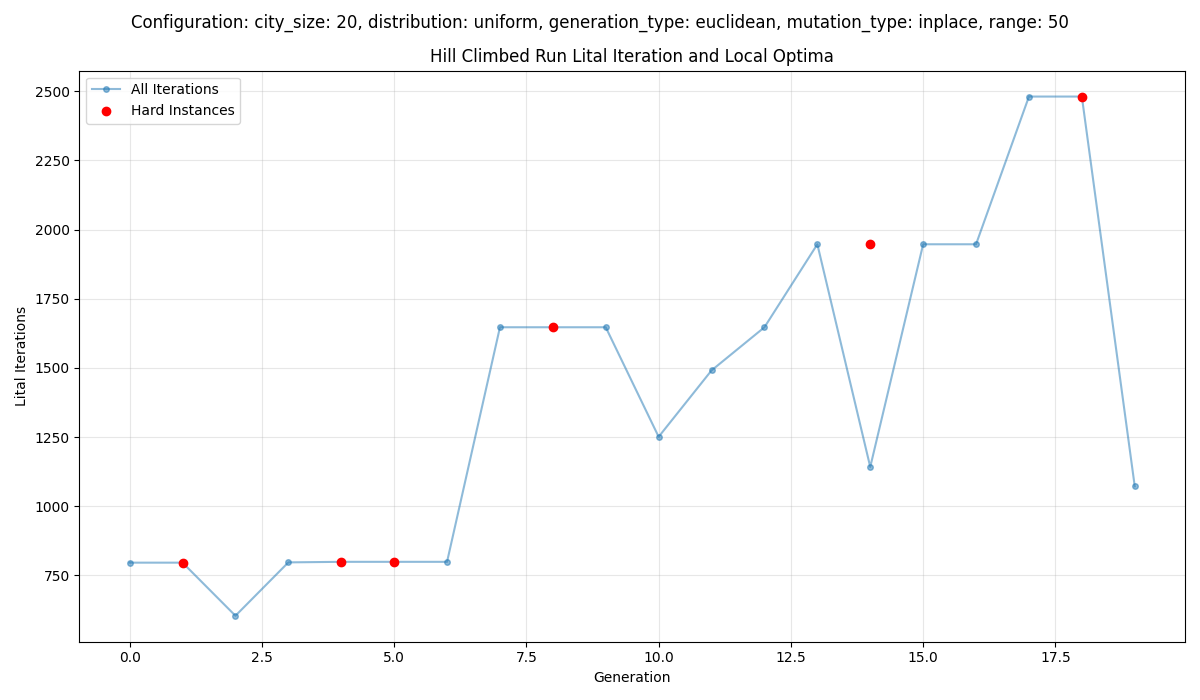 Configuration: city_size: 20, distribution: uniform, generation_type: euclidean, mutation_type: inplace, range: 50
Hill Climbed Run Lital Iteration and Local Optima
All Iterations
Hard Instances
2500
2250
2000
1750
1500
1250
1000
750
Lital Iterations
0.0
2.5
5.0
7.5
10.0
12.5
15.0
17.5
Generation